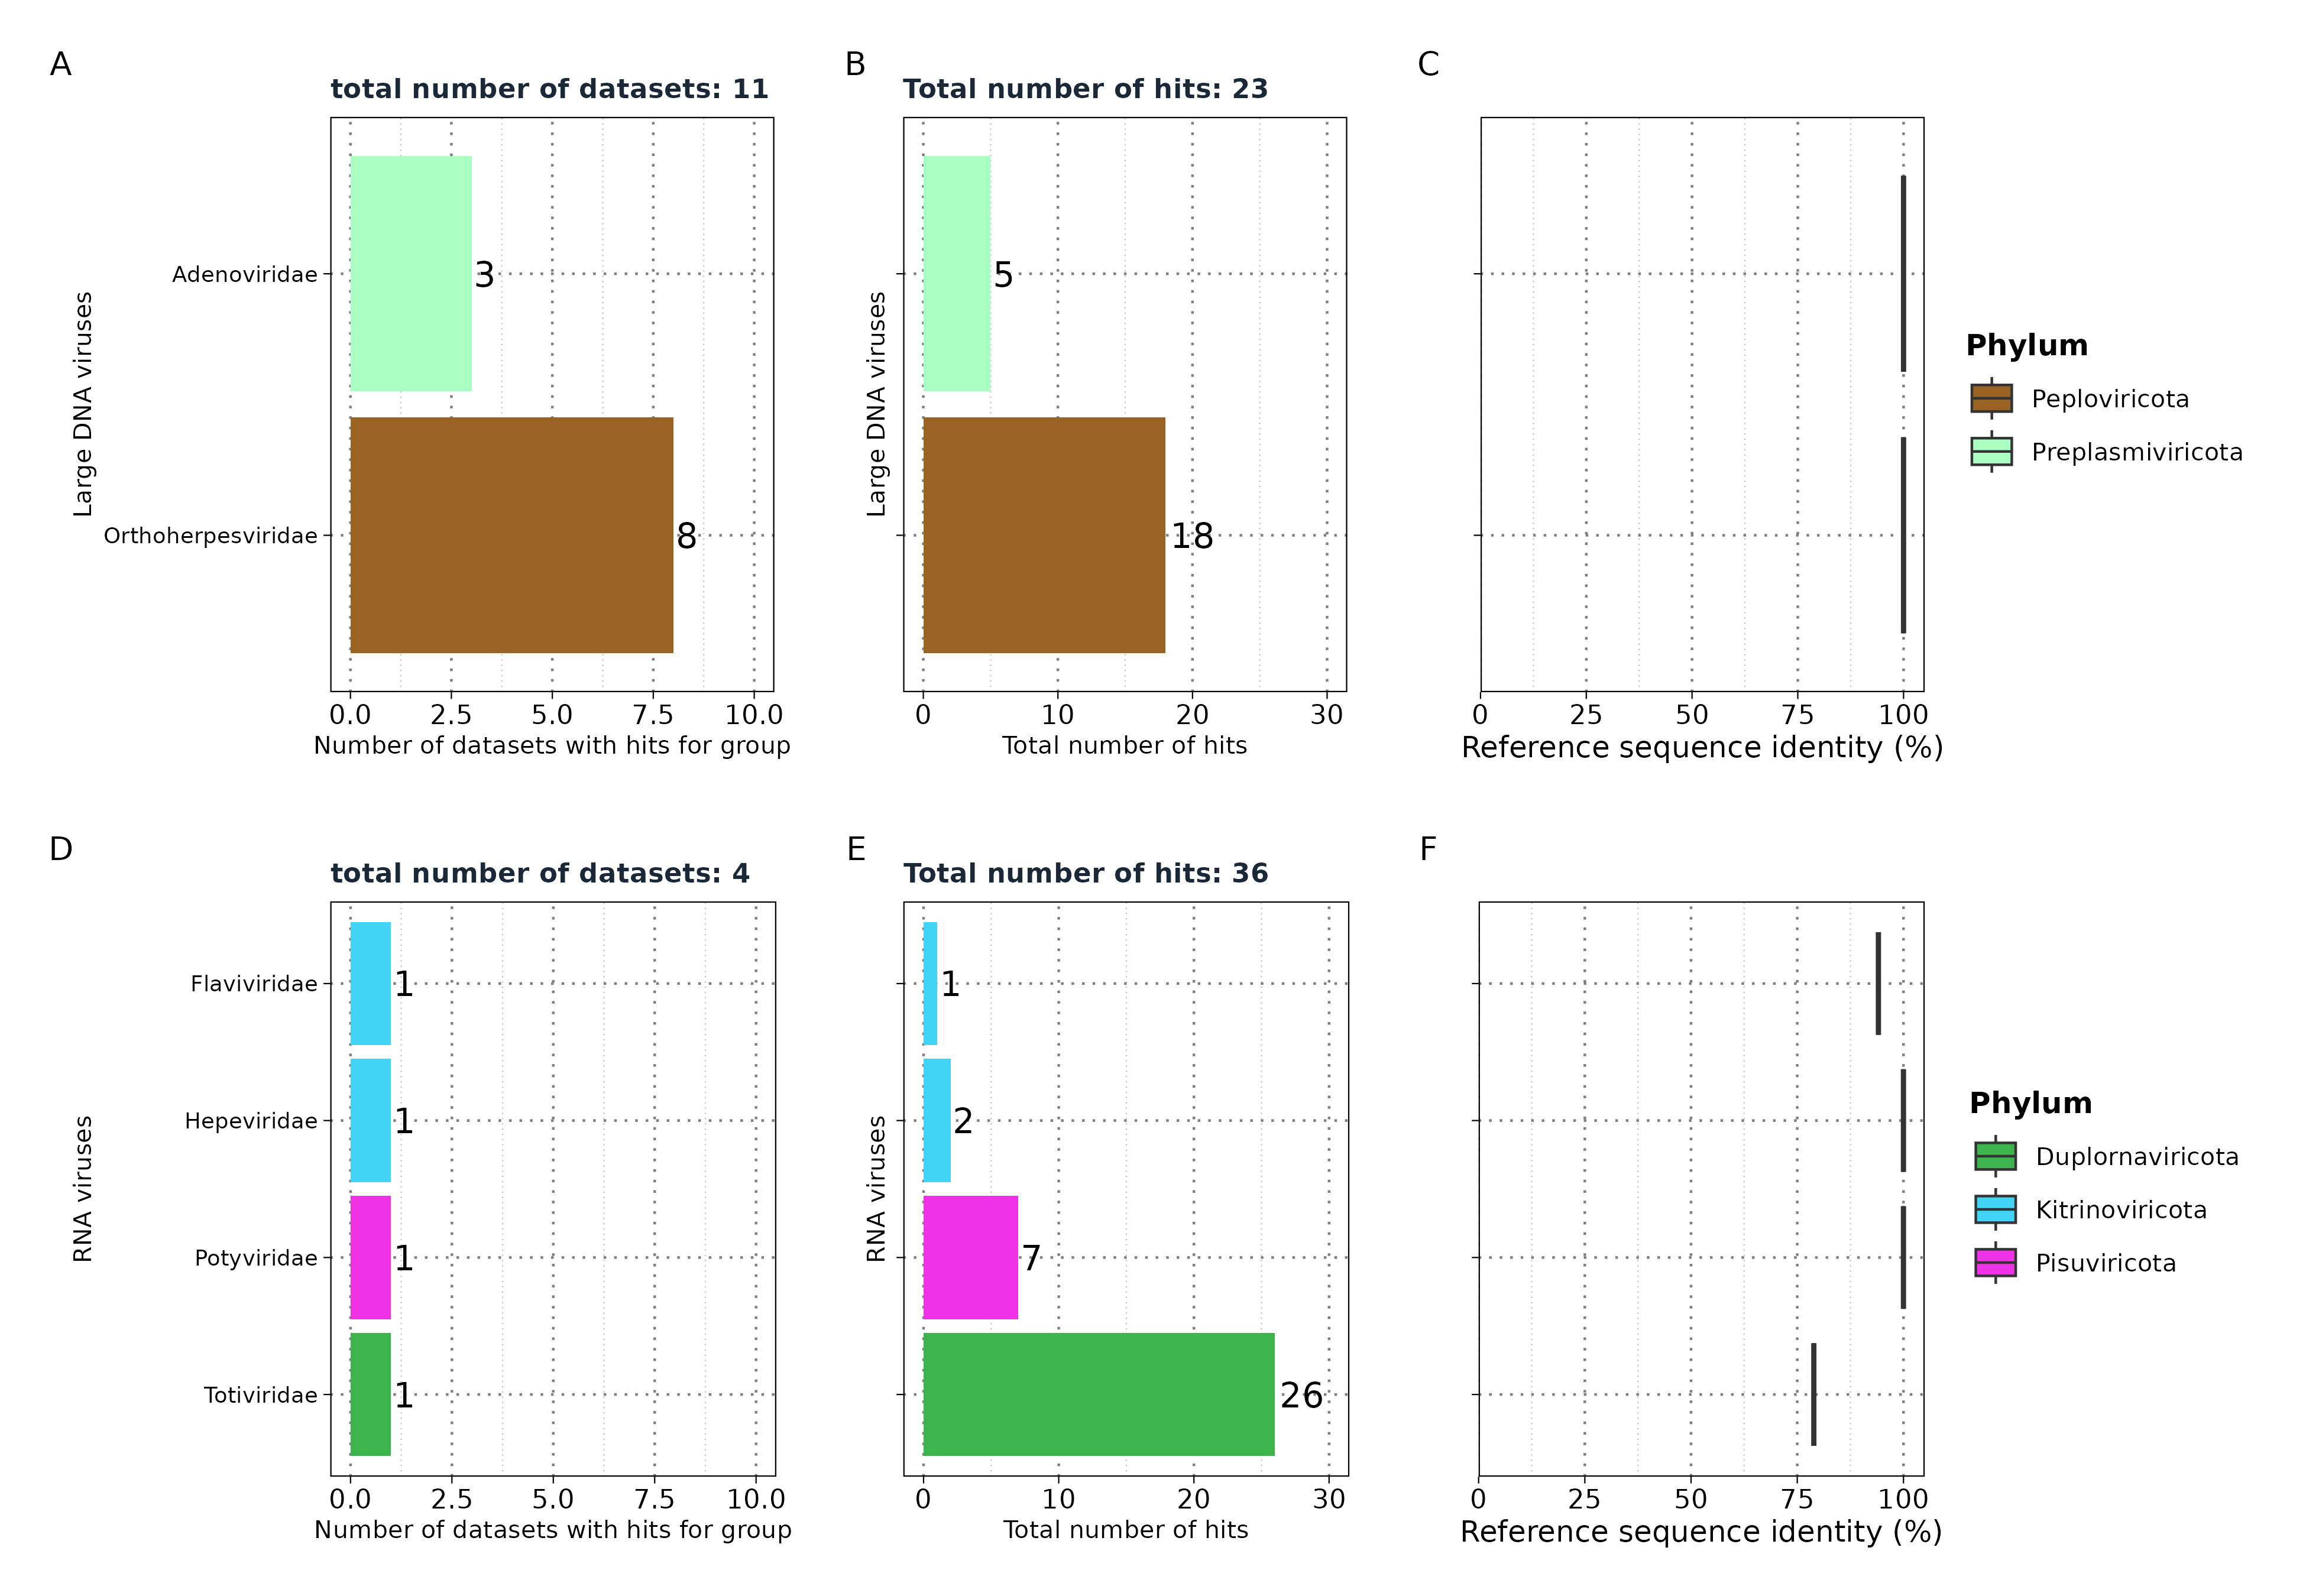 A
total number of datasets: 11
Large DNA viruses
Adenoviridae
Orthoherpesviridae
3
8
0.0 2.5 5.0 7.5 10.0
Number of datasets with hits for group
B
Total number of hits: 23
Large DNA viruses
5
18
0 10 20 30
Total number of hits
C
0 25 50 75 100
Reference sequence identity (%)
Phylum
Peploviricota
Preplasmiviricota
D
total number of datasets: 4
RNA viruses
Flaviviridae
Hepeviridae
Potyviridae
Totiviridae
1
1
1
1
0.0 2.5 5.0 7.5 10.0
Number of datasets with hits for group
E
Total number of hits: 36
RNA viruses
1
2
7
26
0 10 20 30
Total number of hits
F
0 25 50 75 100
Reference sequence identity (%)
Phylum
Duplornaviricota
Kitrinoviricota
Pisuviricota